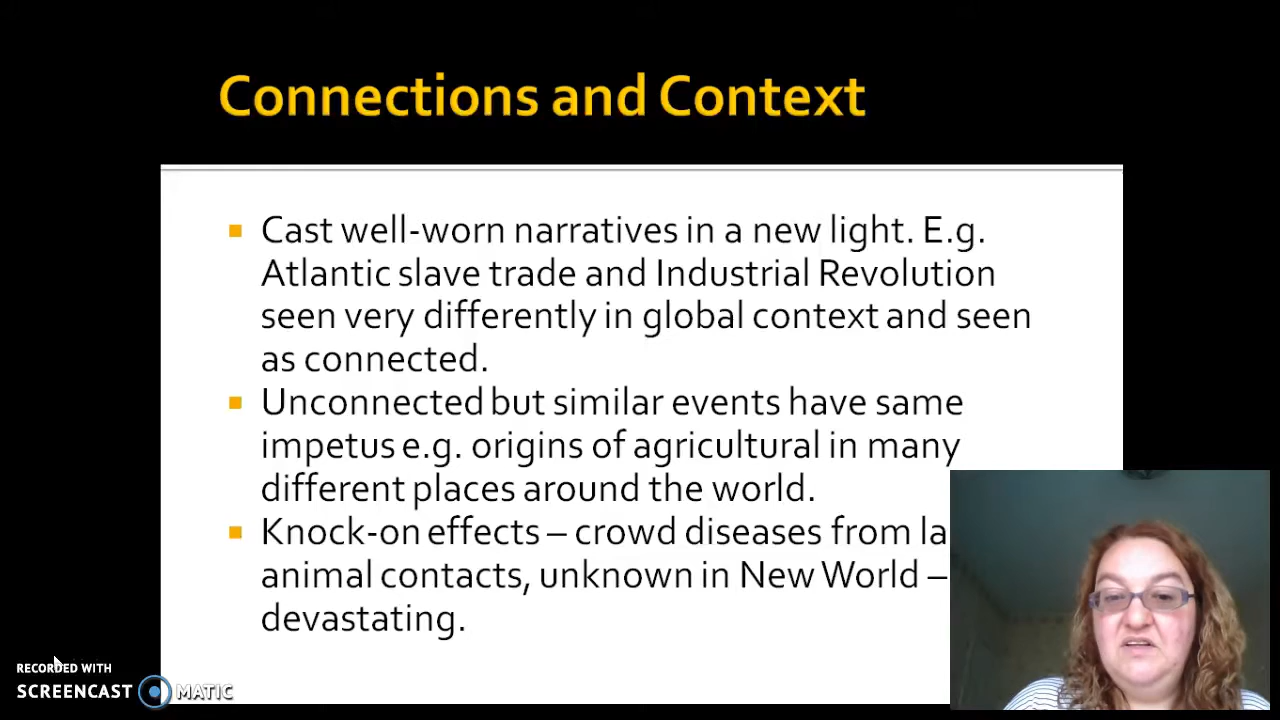 Connections and Context
Cast well-worn narratives in a new light. E.g.
Atlantic slave trade and Industrial Revolution
seen very differently in global context and seen
as connected.
Unconnected but similar events have same
impetus e.g. origins of agricultural in many
different places around the world.
Knock-on effects – crowd diseases from
animal contacts, unknown in New World –
devastating.
RECORDED WITH
SCREENCAST MATIC